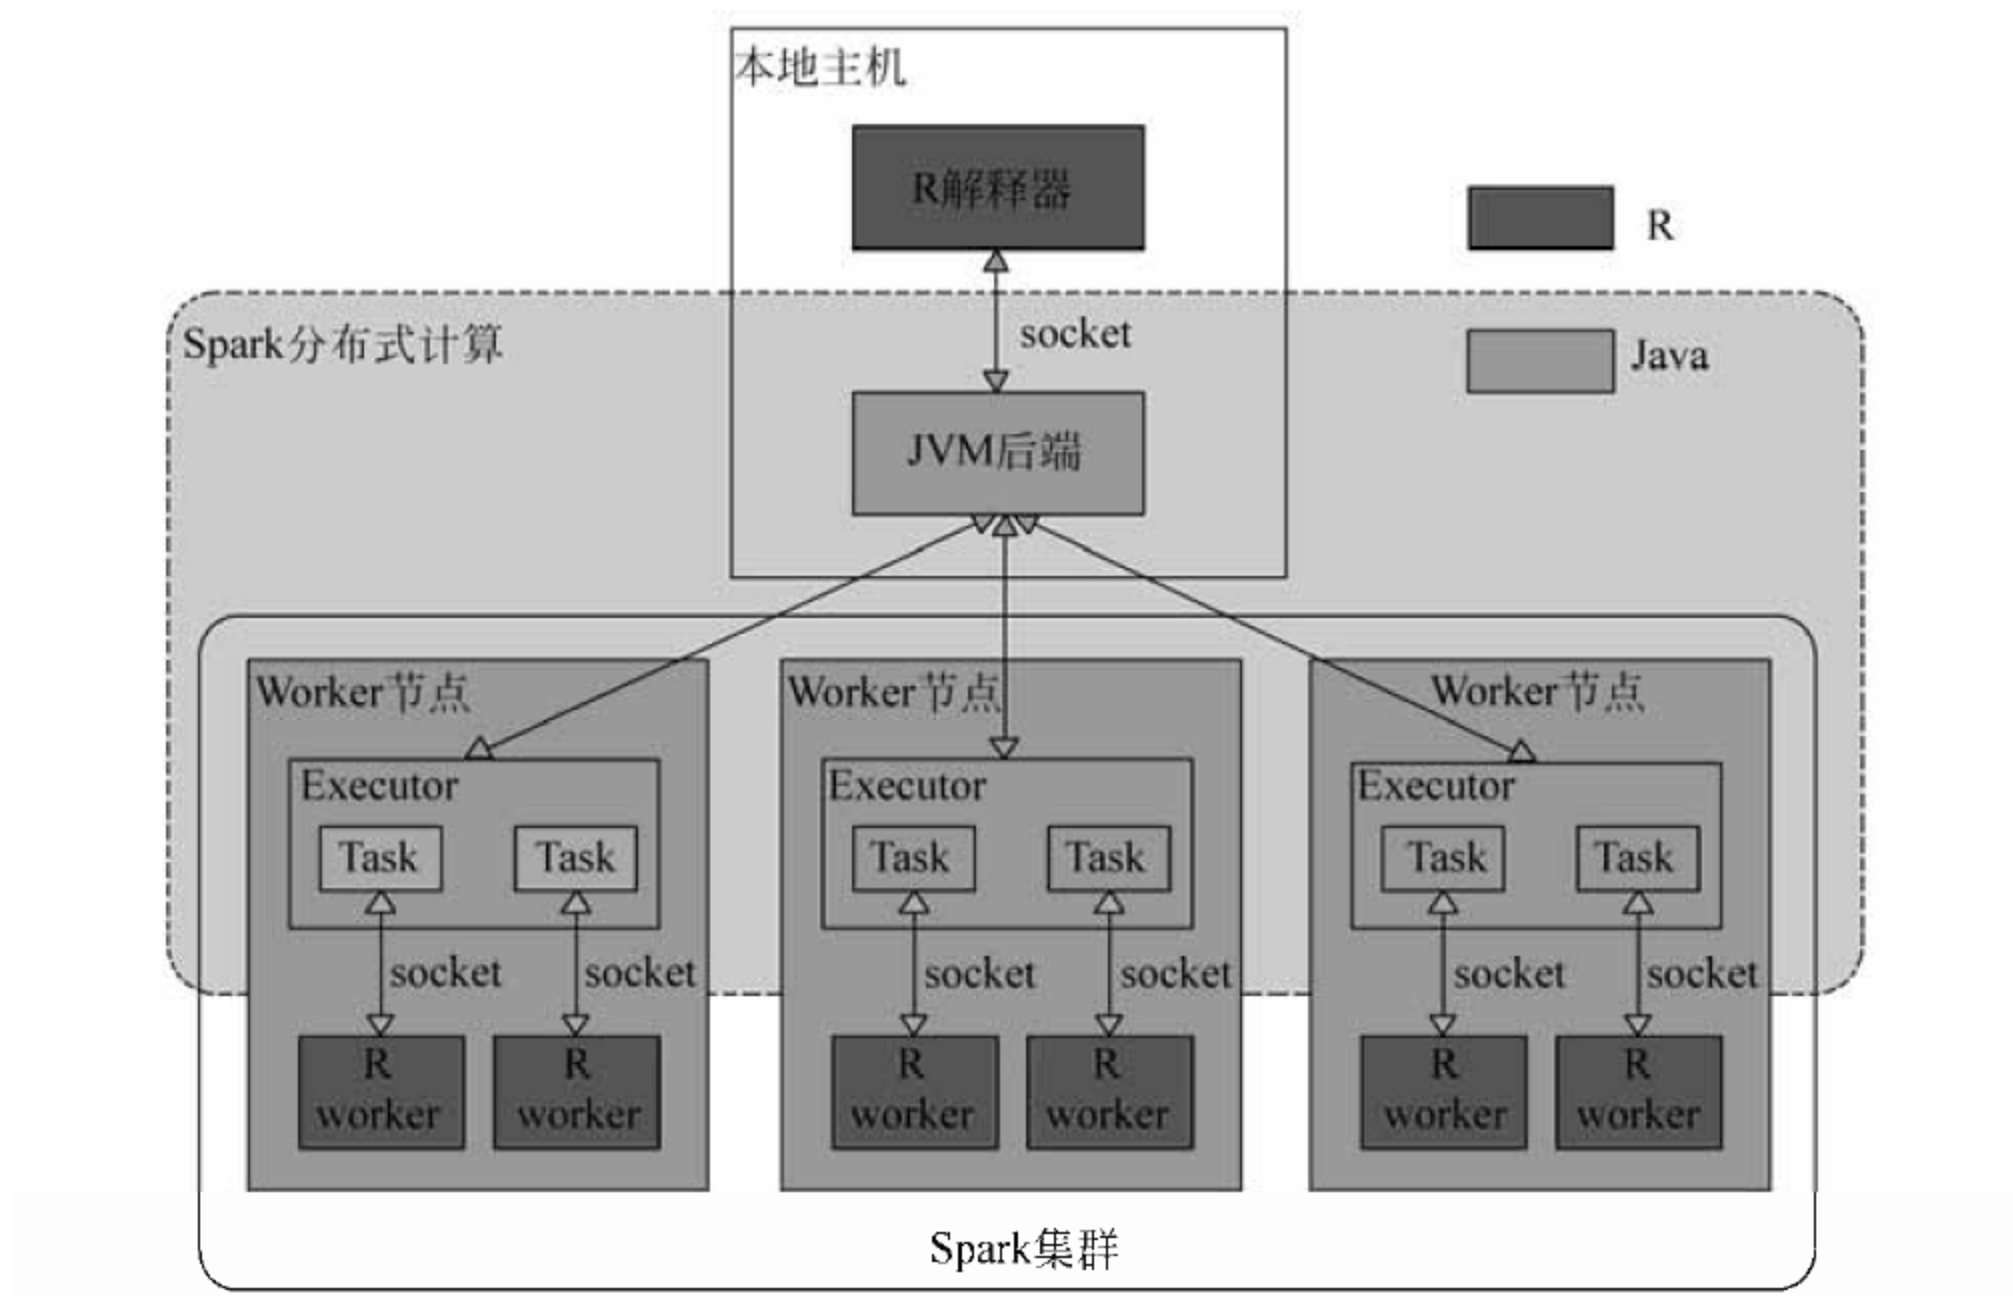 本地主机
R解释器
R
Spark分布式计算
socket
Java
JVM后端
Worker节点
Worker节点
Worker节点
Executor
Executor
Executor
Task
Task
Task
Task
Task
Task
socket
socket
socket
socket
socket
socket
R
worker
R
worker
R
worker
R
worker
R
worker
R
worker
Spark集群